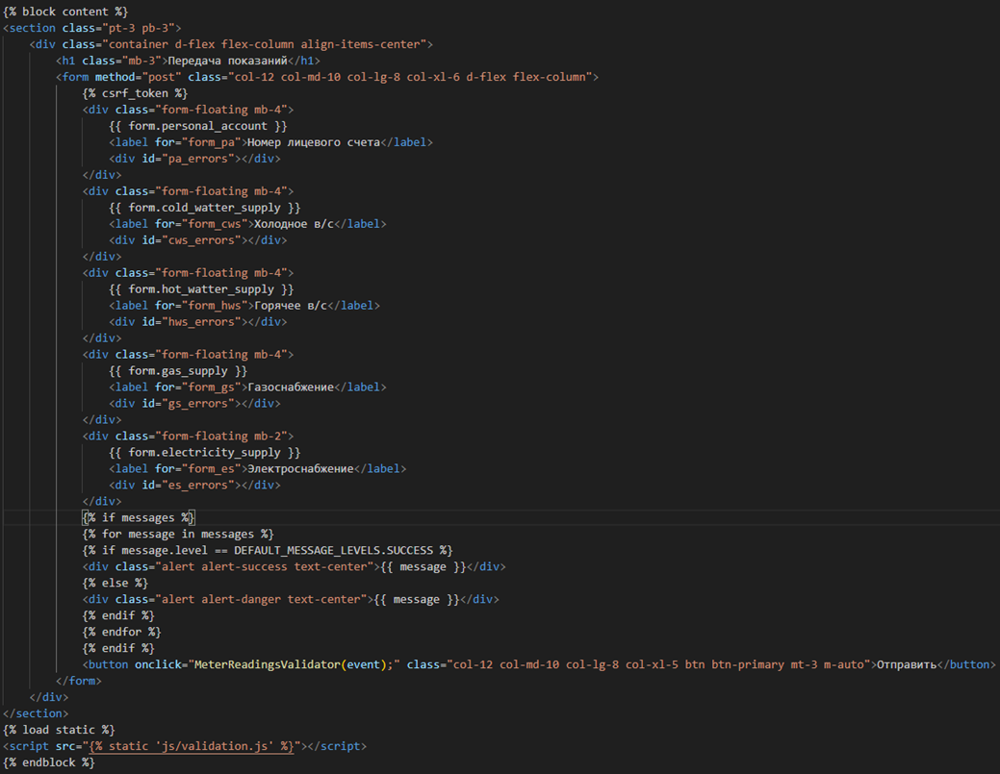 {% block content %}
<section class="pt-3 pb-3">
<div class="container d-flex flex-column align-items-center">
<h1 class="mb-3">Передача показаний</h1>
<form method="post" class="col-12 col-md-10 col-lg-8 col-xl-6 d-flex flex-column">
{% csrf_token %}
<div class="form-floating mb-4">
{{ form.personal_account }}
<label for="form_pa">Номер лицевого счета</label>
<div id="pa_errors"></div>
</div>
<div class="form-floating mb-4">
{{ form.cold_watter_supply }}
<label for="form_cws">Холодное в/с</label>
<div id="cws_errors"></div>
</div>
<div class="form-floating mb-4">
{{ form.hot_watter_supply }}
<label for="form_hws">Горячее в/с</label>
<div id="hws_errors"></div>
</div>
<div class="form-floating mb-4">
{{ form.gas_supply }}
<label for="form_gs">Газоснабжение</label>
<div id="gs_errors"></div>
</div>
<div class="form-floating mb-2">
{{ form.electricity_supply }}
<label for="form_es">Электроснабжение</label>
<div id="es_errors"></div>
</div>
{% if messages %}
{% for message in messages %}
{% if message.level == DEFAULT_MESSAGE_LEVELS.SUCCESS %}
<div class="alert alert-success text-center">{{ message }}</div>
{% else %}
<div class="alert alert-danger text-center">{{ message }}</div>
{% endif %}
{% endfor %}
{% endif %}
<button onclick="MeterReadingsValidator(event);" class="col-12 col-md-10 col-lg-8 col-xl-5 btn btn-primary mt-3 m-auto">Отправить</button>
</form>
</div>
</section>
{% load static %}
<script src="{% static 'js/validation.js' %}"></script>
{% endblock %}